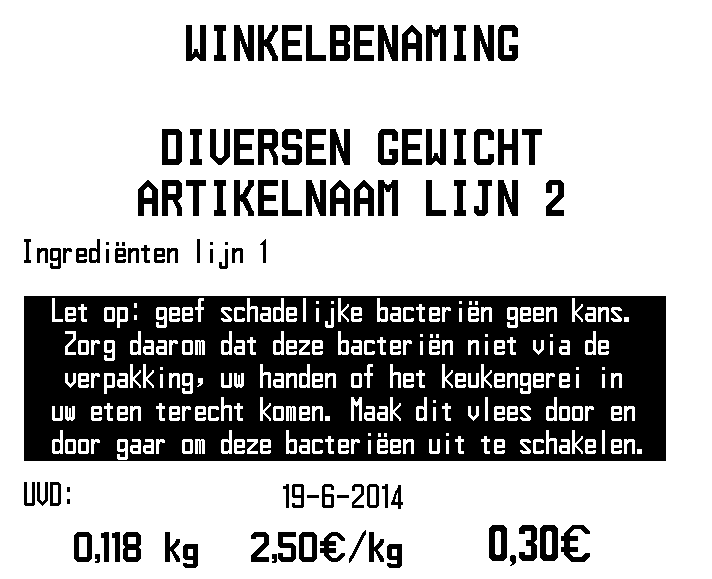 WINKELBENAMING
DIVERSEN GEWICHT
ARTIKELNAAM LIJN 2
Ingrediënten lijn 1
Let op: geef schadelijke bacteriën geen kans.
Zorg daarom dat deze bacteriën niet via de
verpakking, uw handen of het keukengerei in
uw eten terecht komen. Maak dit vlees door en
door gaar om deze bacteriëen uit te schakelen.
UVD: 19-6-2014
0,118 kg 2,50€/kg 0,30€